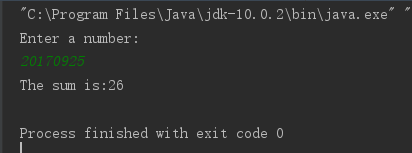 "C:\Program Files\Java\jdk-10.0.2\bin\java.exe" "
Enter a number:
20170925
The sum is:26
Process finished with exit code 0